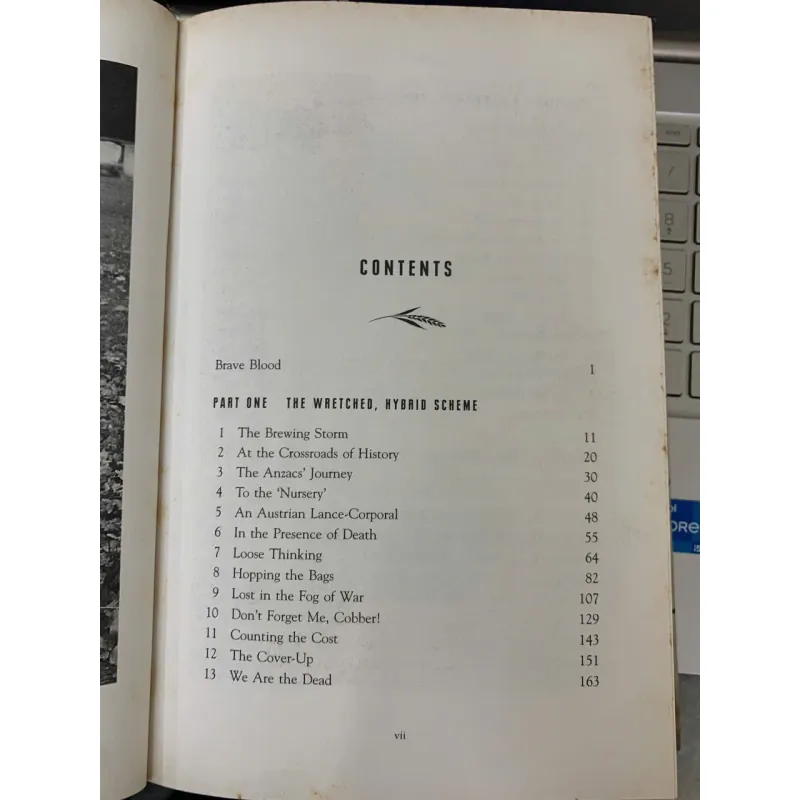 CONTENTS
Brave Blood 1
PART ONE THE WRETCHED, HYBRID SCHEME
1 The Brewing Storm 11
2 At the Crossroads of History 20
3 The Anzacs' Journey 30
4 To the 'Nursery' 40
5 An Austrian Lance-Corporal 48
6 In the Presence of Death 55
7 Loose Thinking 64
8 Hopping the Bags 82
9 Lost in the Fog of War 107
10 Don't Forget Me, Cobber! 129
11 Counting the Cost 143
12 The Cover-Up 151
13 We Are the Dead 163
vii